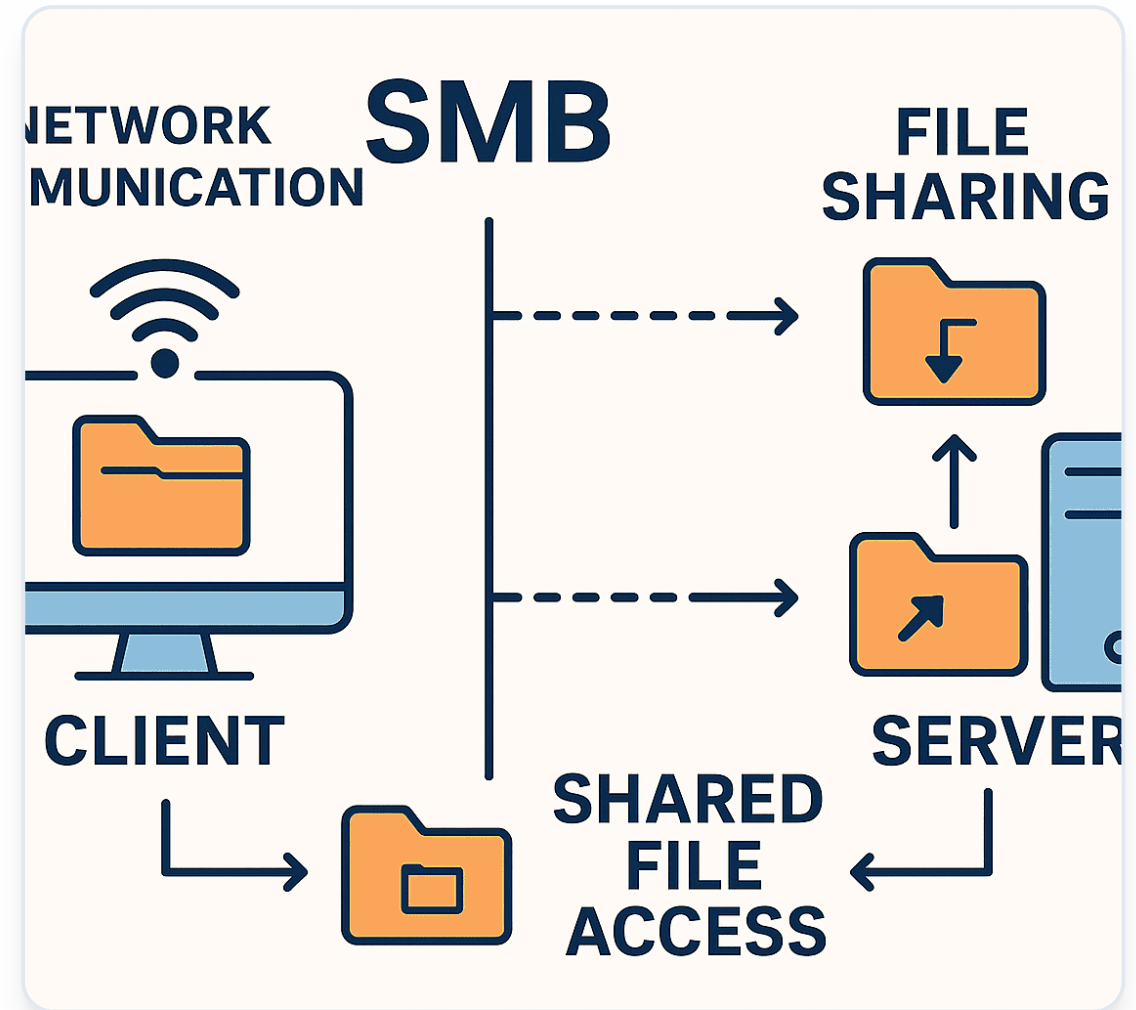 NETWORK
MUNICATION
SMB
FILE
SHARING
CLIENT
SERVER
SHARED
FILE
ACCESS